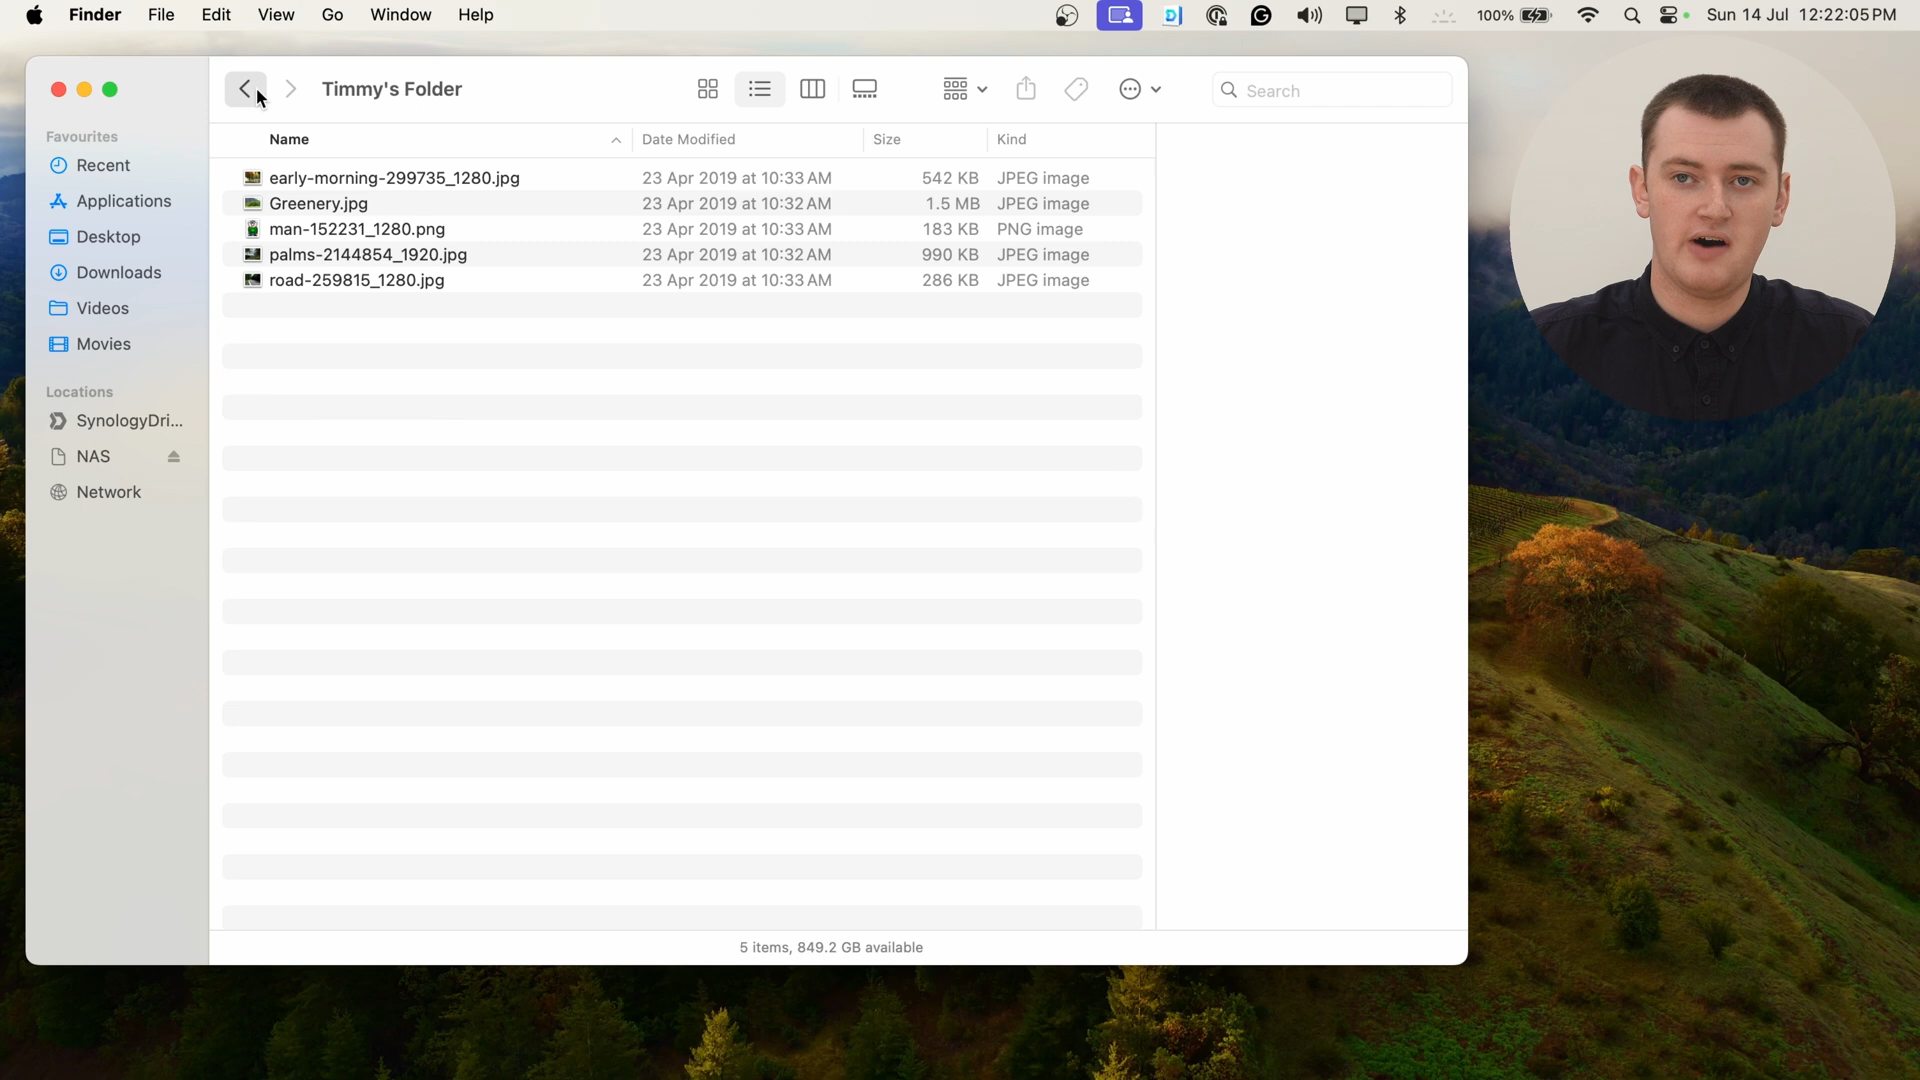 Finder File Edit View Go Window Help 100% Sun 14 Jul 12:22:05 PM
Timmy's Folder Search
Favourites
Recent
Applications
Desktop
Downloads
Videos
Movies
Locations
SynologyDri...
NAS
Network
Name Date Modified Size Kind
early-morning-299735_1280.jpg 23 Apr 2019 at 10:33 AM 542 KB JPEG image
Greenery.jpg 23 Apr 2019 at 10:32 AM 1.5 MB JPEG image
man-152231_1280.png 23 Apr 2019 at 10:33 AM 183 KB PNG image
palms-2144854_1920.jpg 23 Apr 2019 at 10:32 AM 990 KB JPEG image
road-259815_1280.jpg 23 Apr 2019 at 10:33 AM 286 KB JPEG image
5 items, 849.2 GB available